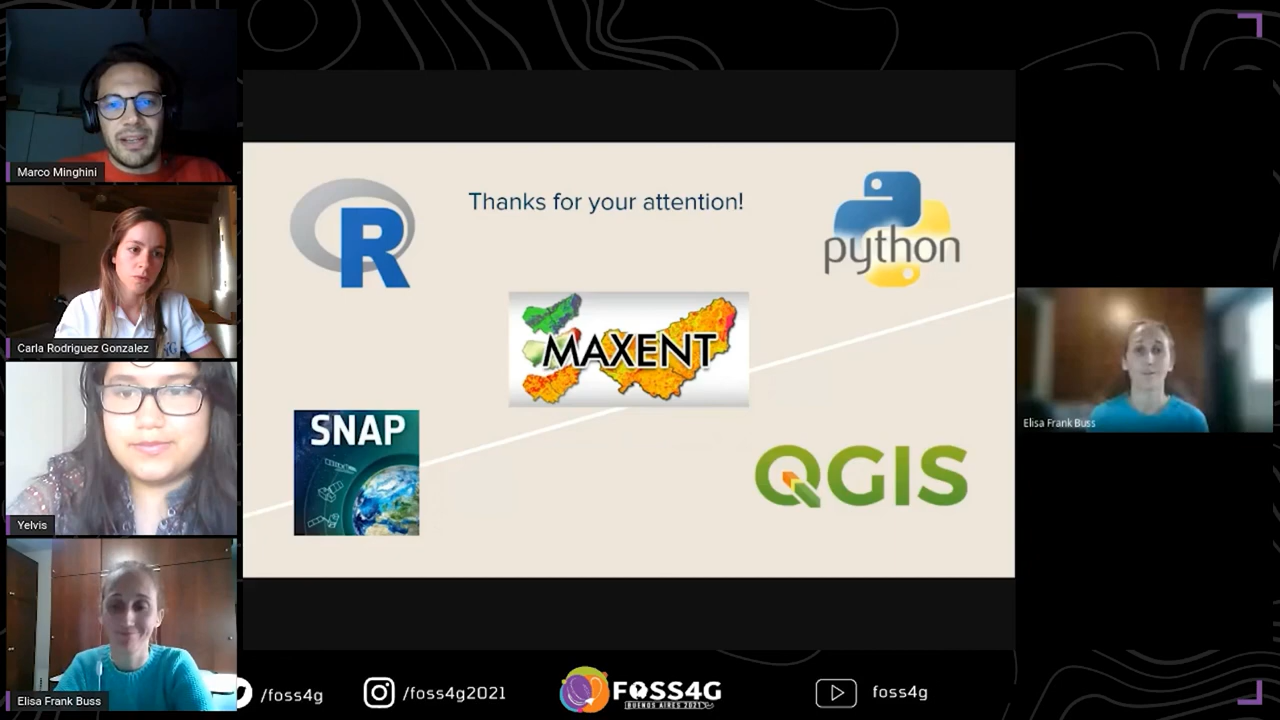 Marco Minghini
Carla Rodriguez Gonzalez
Yelvis
Elisa Frank Buss
R
Thanks for your attention!
python
MAXENT
SNAP
QGIS
Elisa Frank Buss
/foss4g
/foss4g2021
FOSS4G
BUENOS AIRES 2021
foss4g